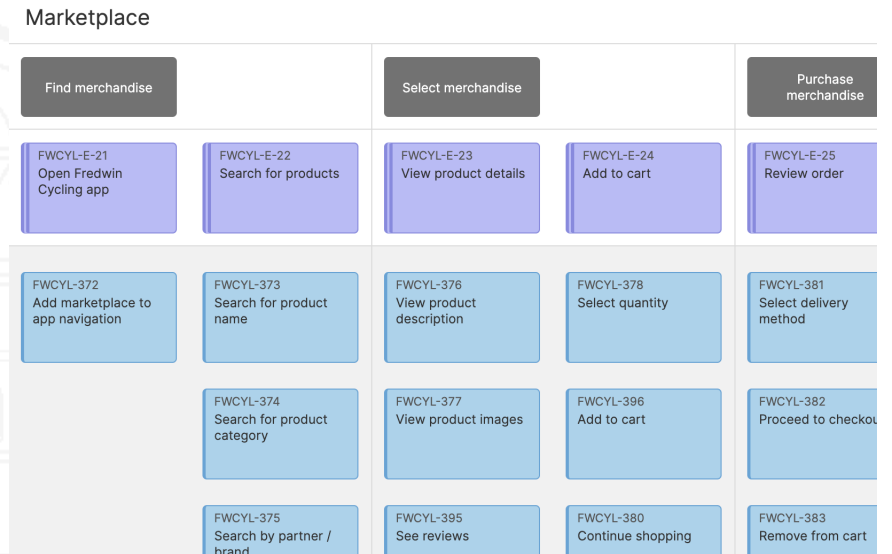 Marketplace
Find merchandise
Select merchandise
Purchase
merchandise
FWCYL-E-21
Open Fredwin
Cycling app
FWCYL-E-22
Search for products
FWCYL-E-23
View product details
FWCYL-E-24
Add to cart
FWCYL-E-25
Review order
FWCYL-372
Add marketplace to
app navigation
FWCYL-373
Search for product
name
FWCYL-376
View product
description
FWCYL-378
Select quantity
FWCYL-381
Select delivery
method
FWCYL-374
Search for product
category
FWCYL-377
View product images
FWCYL-396
Add to cart
FWCYL-382
Proceed to checkou
FWCYL-375
Search by partner /
brand
FWCYL-395
See reviews
FWCYL-380
Continue shopping
FWCYL-383
Remove from cart